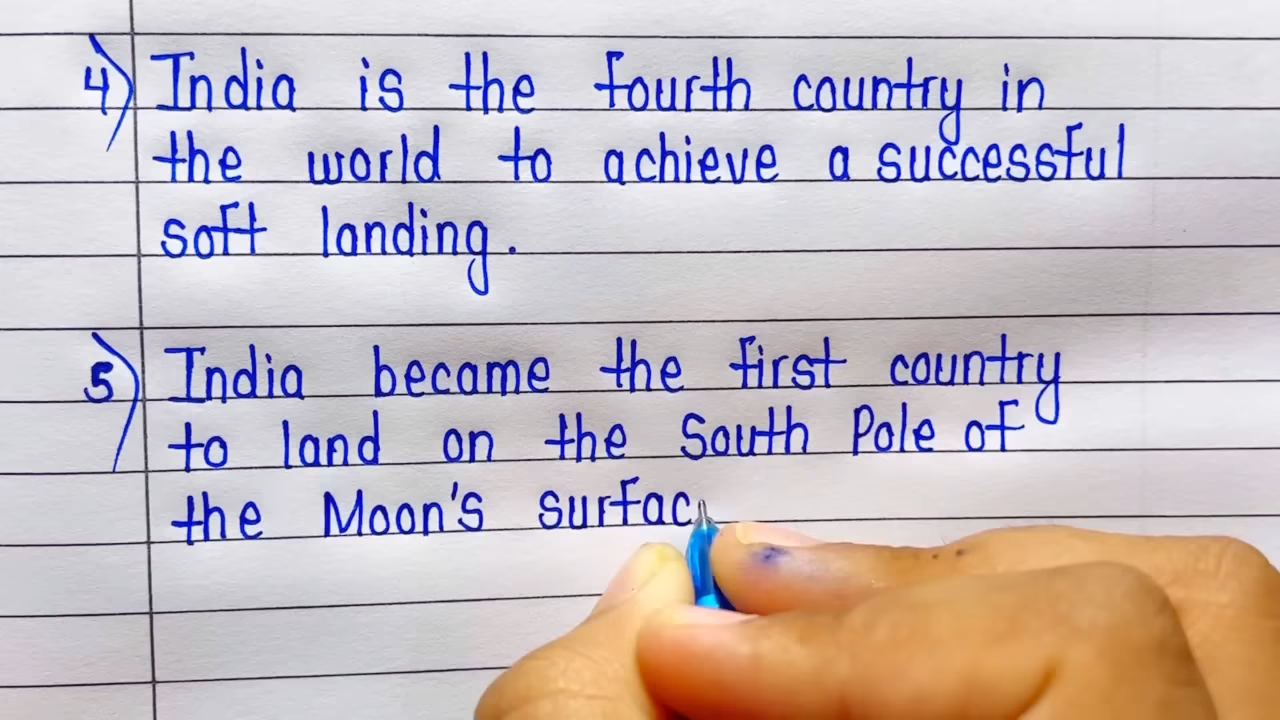 4) India is the fourth country in
the world to achieve a successful
soft landing.
5) India became the first country
to land on the South Pole of
the Moon's surfac